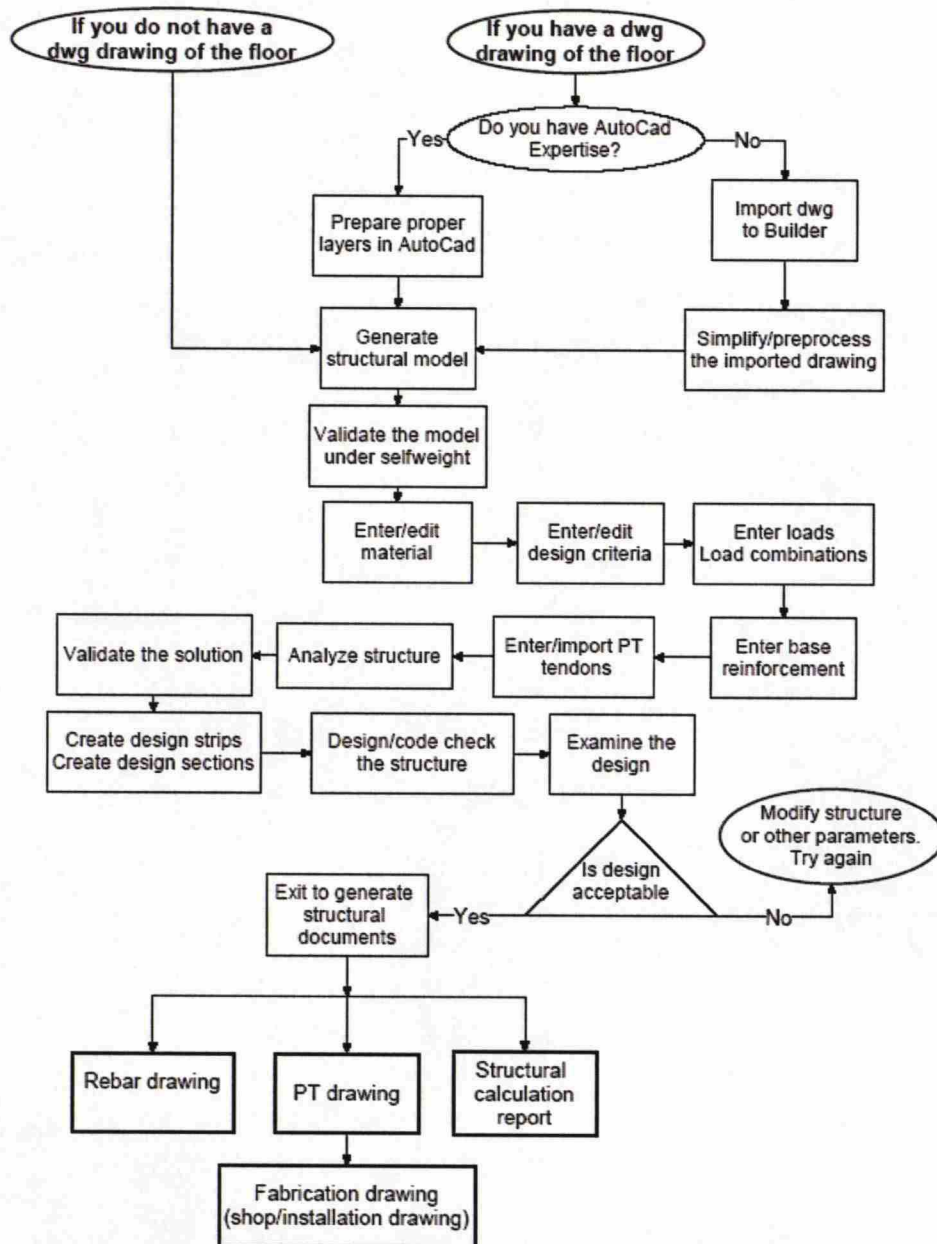 If you do not have a
dwg drawing of the floor
If you have a dwg
drawing of the floor
Do you have AutoCad
Expertise?
Yes
No
Prepare proper
layers in AutoCad
Import dwg
to Builder
Generate
structural model
Simplify/preprocess
the imported drawing
Validate the model
under selfweight
Enter/edit
material
Enter/edit
design criteria
Enter loads
Load combinations
Validate the solution
Analyze structure
Enter/import PT
tendons
Enter base
reinforcement
Create design strips
Create design sections
Design/code check
the structure
Examine the
design
Modify structure
or other parameters.
Try again
Is design
acceptable
Yes
No
Exit to generate
structural
documents
Rebar drawing
PT drawing
Structural
calculation
report
Fabrication drawing
(shop/installation drawing)